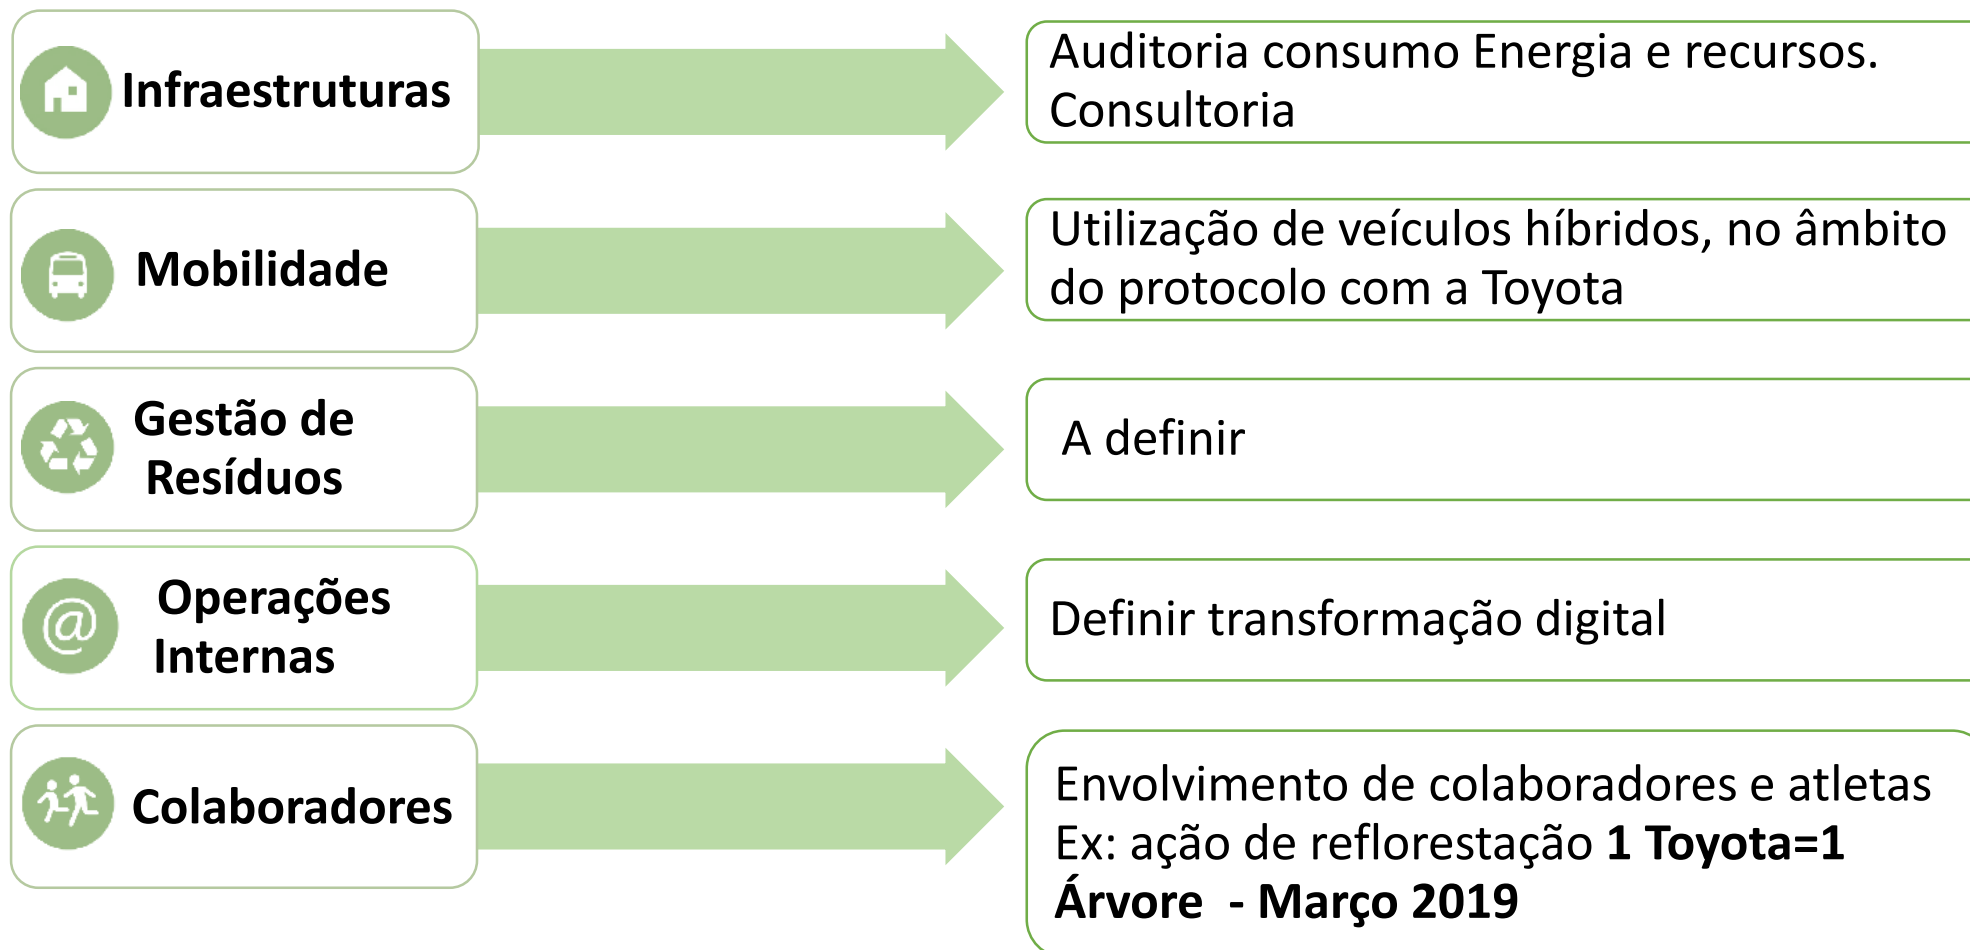 Infraestruturas
Auditoria consumo Energia e recursos.
Consultoria
Mobilidade
Utilização de veículos híbridos, no âmbito
do protocolo com a Toyota
Gestão de
Resíduos
A definir
@
Operações
Internas
Definir transformação digital
Colaboradores
Envolvimento de colaboradores e atletas
Ex: ação de reflorestação 1 Toyota=1
Árvore - Março 2019